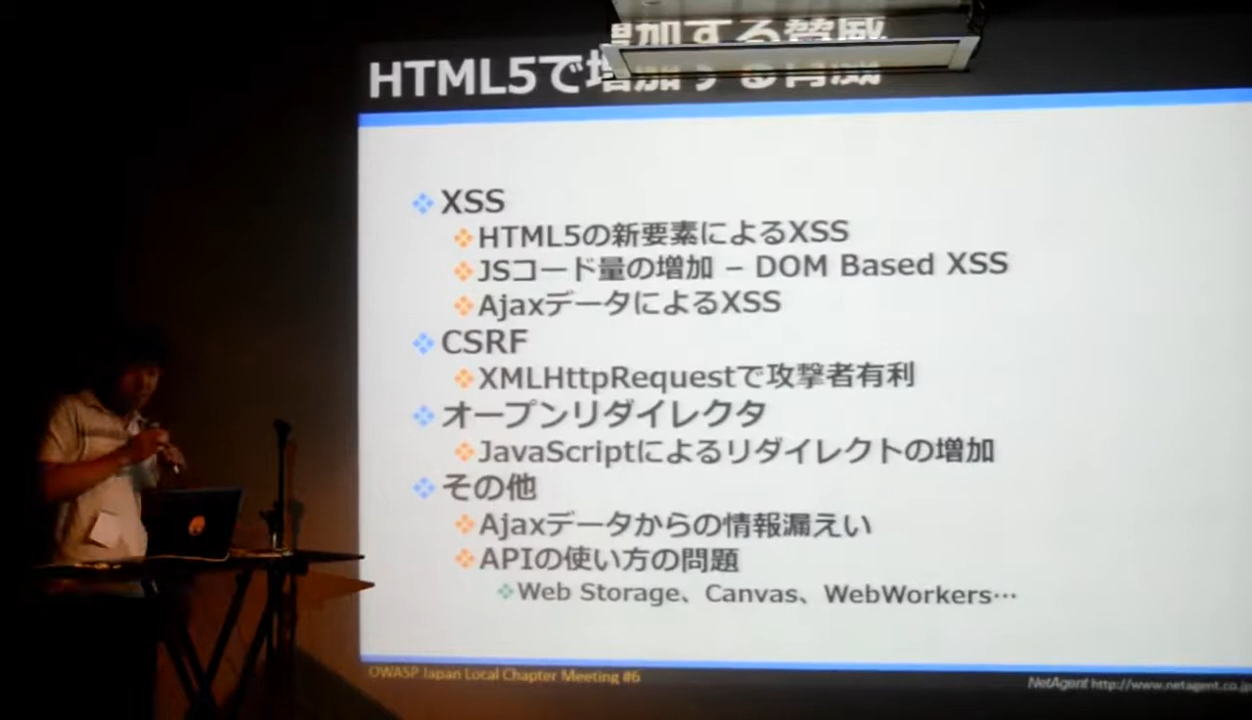 HTML5で増加する脅威
XSS
HTML5の新要素によるXSS
JSコード量の増加 – DOM Based XSS
AjaxデータによるXSS
CSRF
XMLHttpRequestで攻撃者有利
オープンリダイレクタ
JavaScriptによるリダイレクトの増加
その他
Ajaxデータからの情報漏えい
APIの使い方の問題
Web Storage、Canvas、WebWorkers…
OWASP Japan Local Chapter Meeting #6
NetAgent http://www.netagent.co.jp